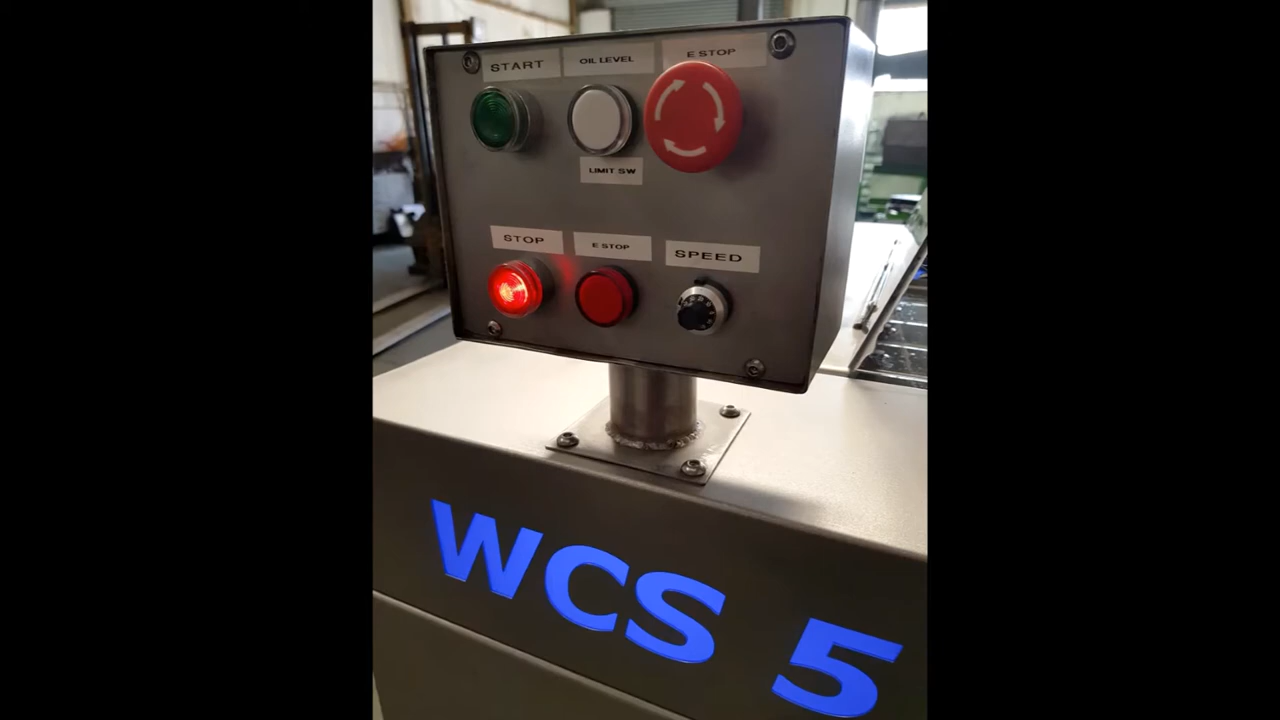 START
OIL LEVEL
E STOP
LIMIT SW
STOP
E STOP
SPEED
WCS 5